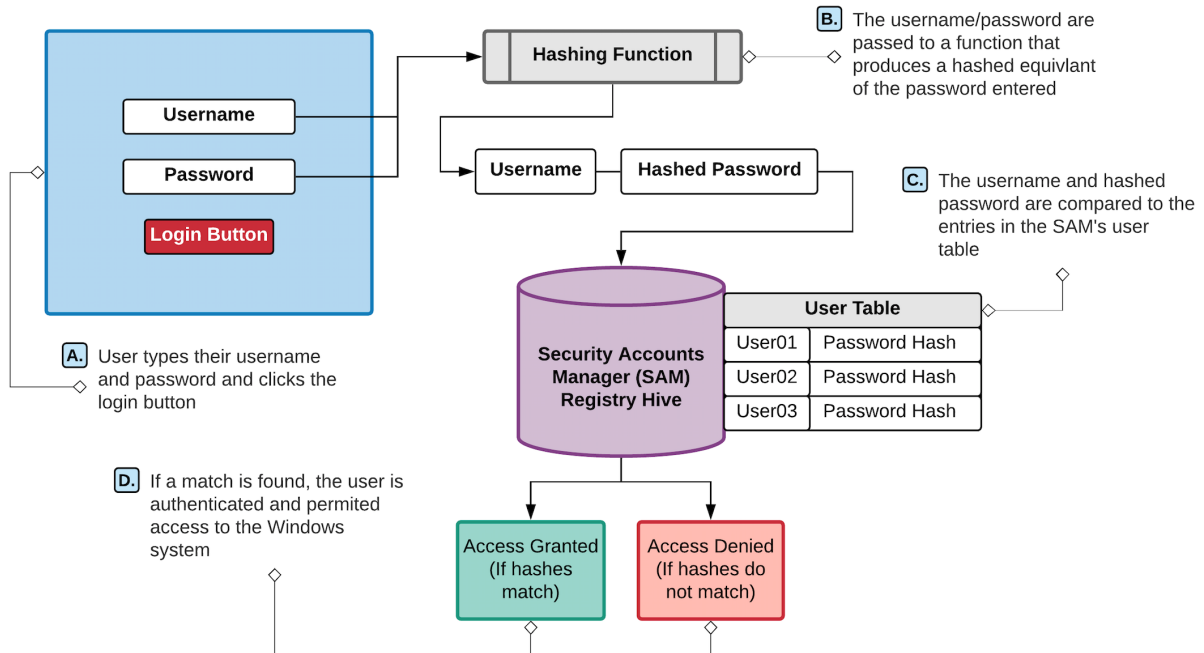 Username
Password
Login Button
A. User types their username
and password and clicks the
login button
Hashing Function
B. The username/password are
passed to a function that
produces a hashed equivlant
of the password entered
Username
Hashed Password
C. The username and hashed
password are compared to the
entries in the SAM's user
table
Security Accounts
Manager (SAM)
Registry Hive
User Table
User01 Password Hash
User02 Password Hash
User03 Password Hash
D. If a match is found, the user is
authenticated and permited
access to the Windows
system
Access Granted
(If hashes
match)
Access Denied
(If hashes do
not match)